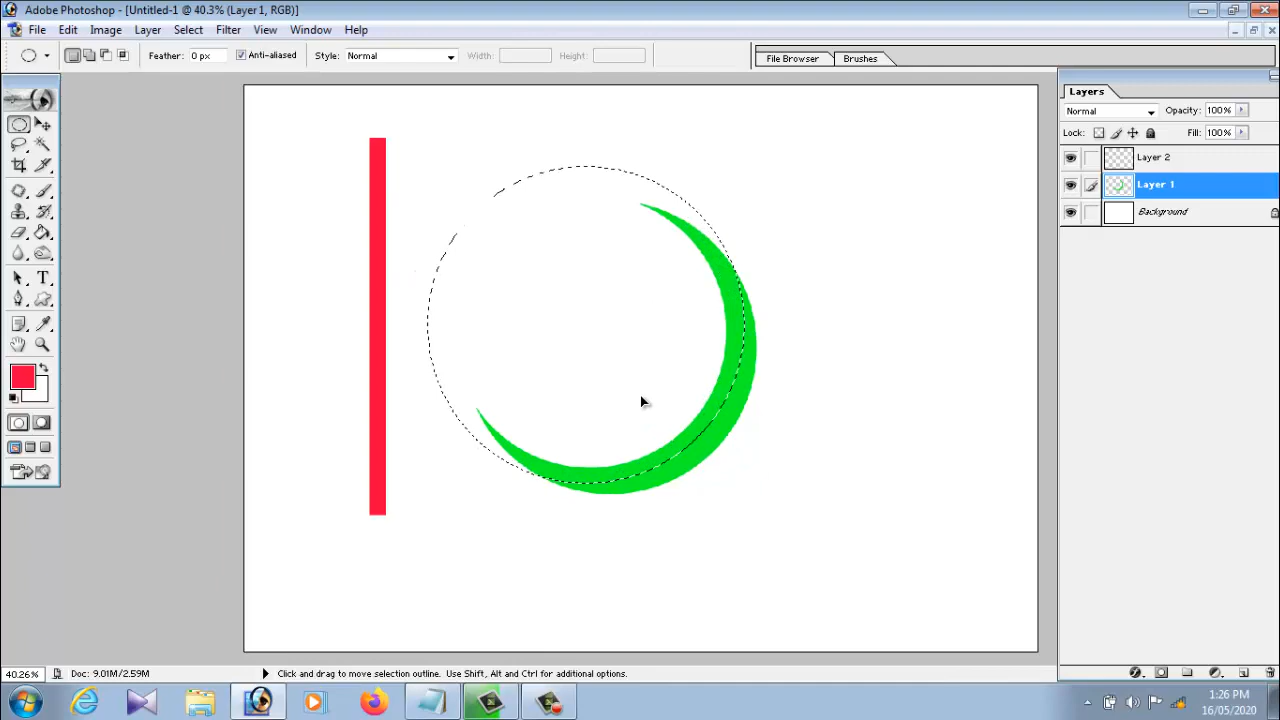 Adobe Photoshop - [Untitled-1 @ 40.3% (Layer 1, RGB)]
File Edit Image Layer Select Filter View Window Help
Feather: 0 px Anti-aliased Style: Normal Width: Height: File Browser Brushes
Layers
Normal Opacity: 100%
Lock: Fill: 100%
Layer 2
Layer 1
Background
T
40.26% Doc: 9.01M/2.59M Click and drag to move selection outline. Use Shift, Alt and Ctrl for additional options.
1:26 PM
16/05/2020